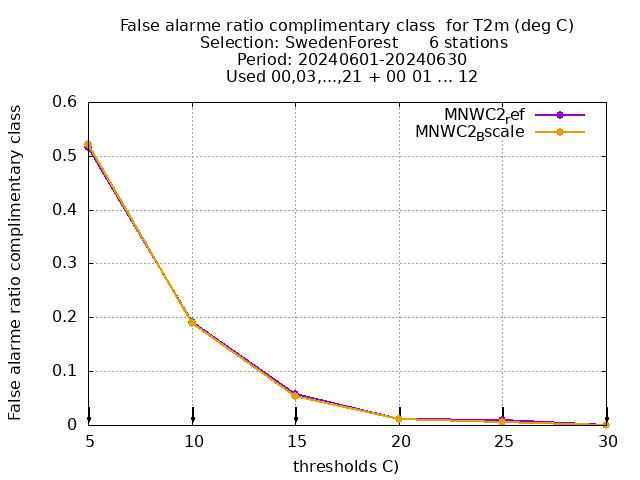 False alarme ratio complimentary class  for T2m (deg C)
Selection: SwedenForest      6 stations
Period: 20240601-20240630
Used 00,03,...,21 + 00 01 ... 12
False alarme ratio complimentary class
MNWC2ref
MNWC2Bscale
0.6
0.5
0.4
0.3
0.2
0.1
0
5 10 15 20 25 30
thresholds C)